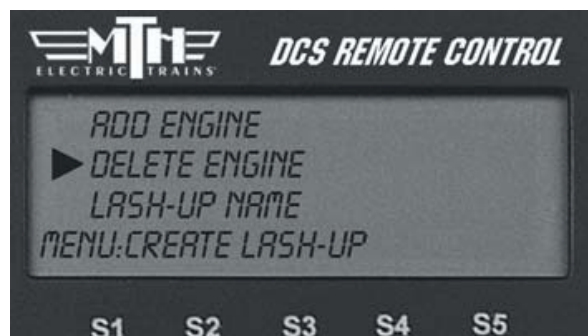 MTH
ELECTRIC TRAINS
DCS REMOTE CONTROL
ADD ENGINE
DELETE ENGINE
LASH-UP NAME
MENU:CREATE LASH-UP
S1 S2 S3 S4 S5